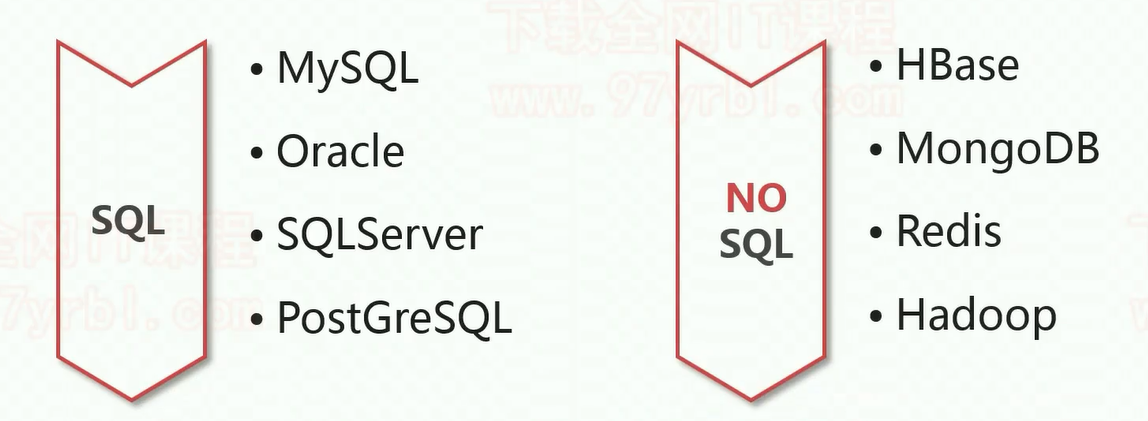 下载全网IT课程
www.97yrbl.com
SQL
• MySQL
• Oracle
• SQLServer
• PostGreSQL
NO
SQL
• HBase
• MongoDB
• Redis
• Hadoop
全网IT课程
7yrbl.com